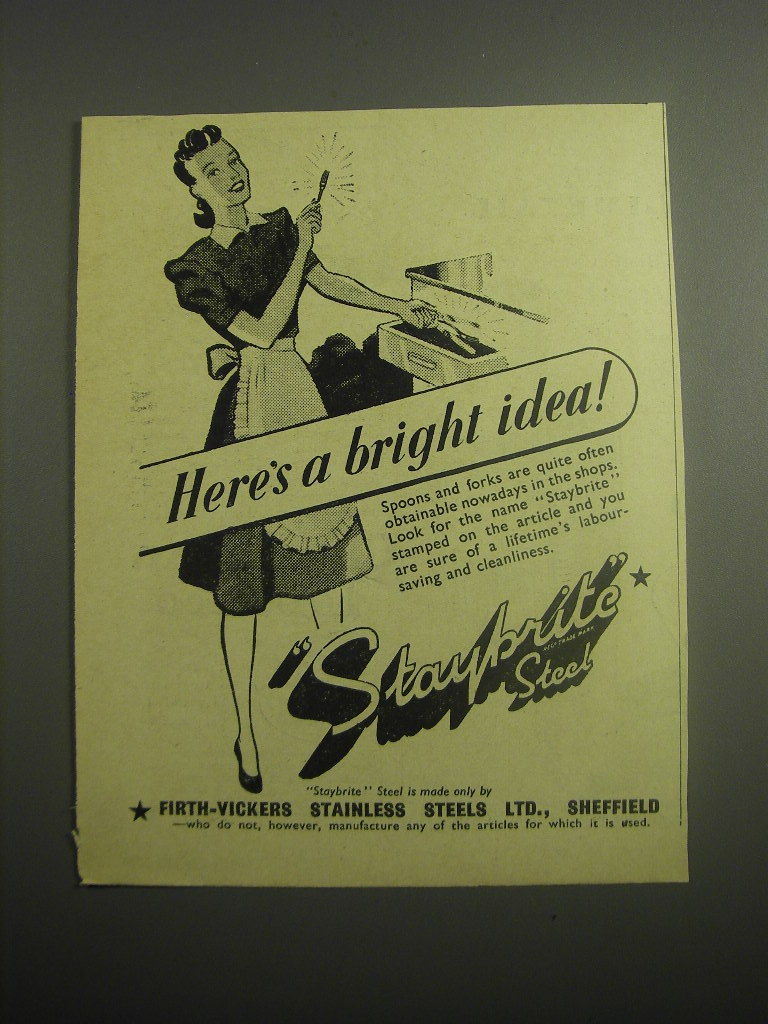 Here's a bright idea!
Spoons and forks are quite often
obtainable nowadays in the shops.
Look for the name "Staybrite"
stamped on the article and you
are sure of a lifetime's labour-
saving and cleanliness.
"Staybrite"
REGD TRADE MARK
Steel
"Staybrite" Steel is made only by
★ FIRTH-VICKERS STAINLESS STEELS LTD., SHEFFIELD
—who do not, however, manufacture any of the articles for which it is used.